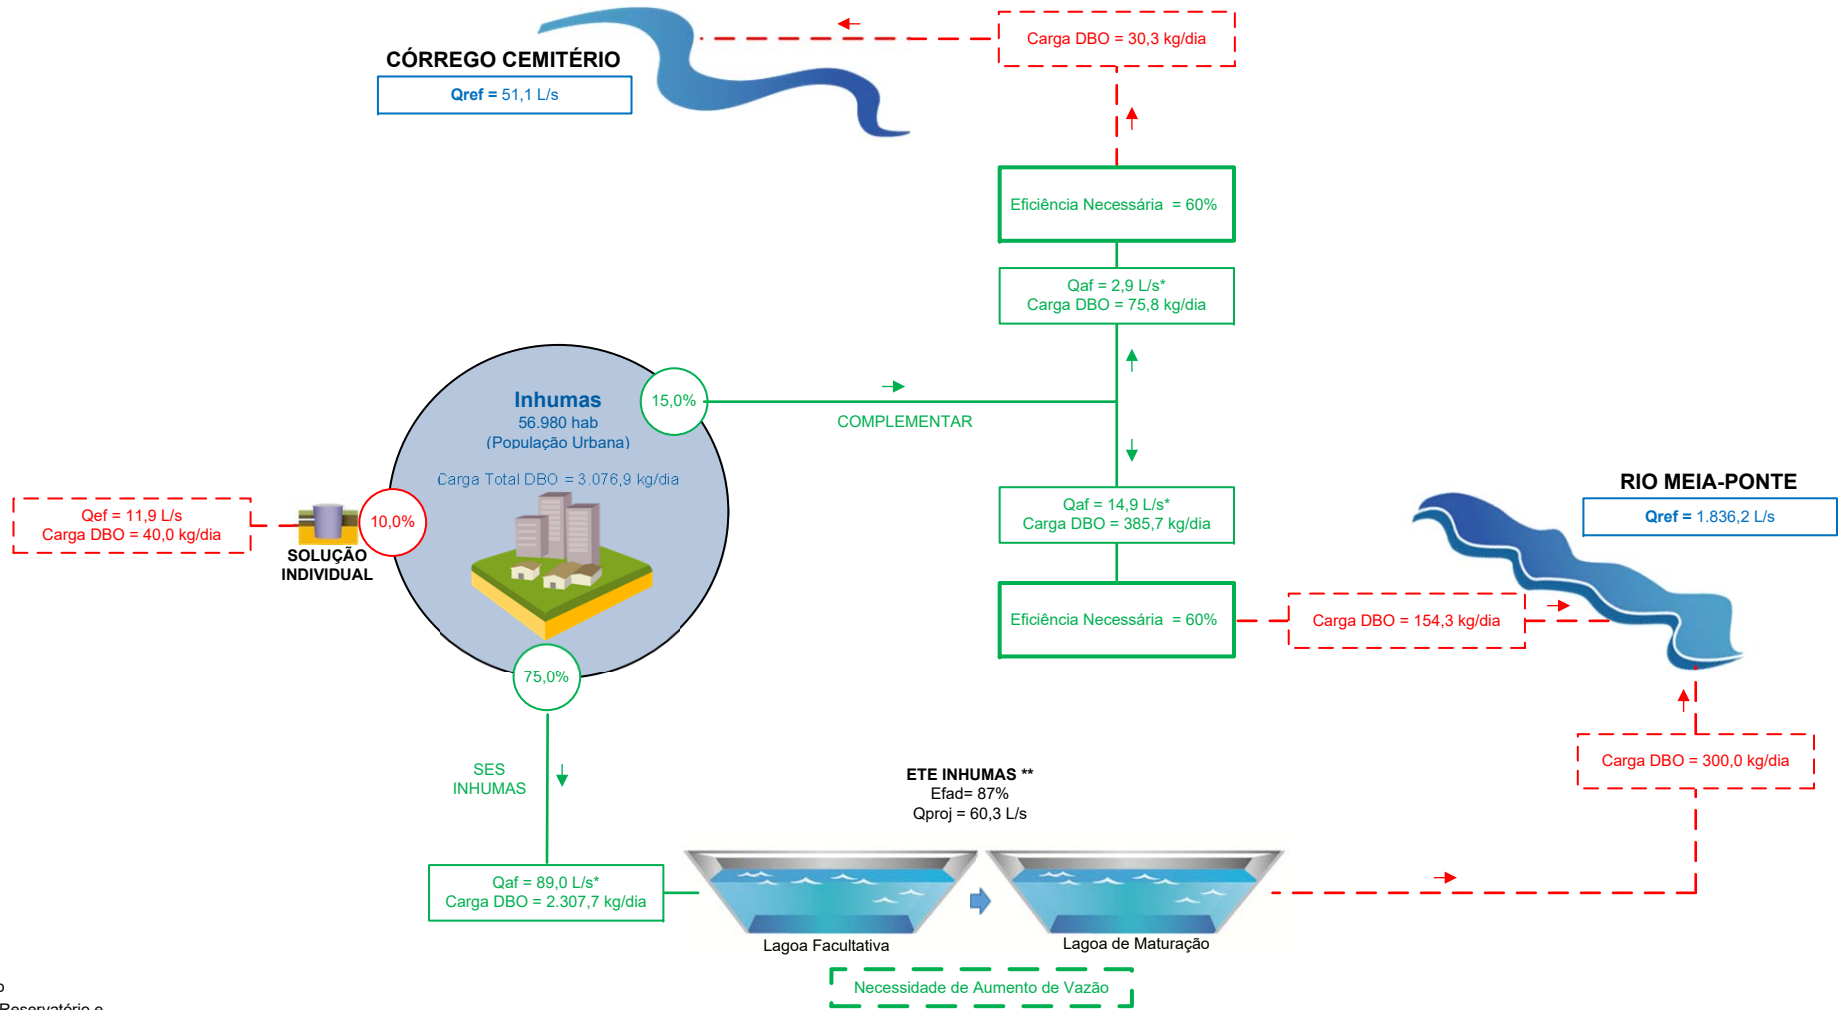 Carga DBO = 30,3 kg/dia
CÓRREGO CEMITÉRIO
Qref = 51,1 L/s
Eficiência Necessária = 60%
Qaf = 2,9 L/s*
Carga DBO = 75,8 kg/dia
Inhumas
56.980 hab
(População Urbana)
Carga Total DBO = 3.076,9 kg/dia
15,0%
COMPLEMENTAR
10,0%
SOLUÇÃO
INDIVIDUAL
Qef = 11,9 L/s
Carga DBO = 40,0 kg/dia
Qaf = 14,9 L/s*
Carga DBO = 385,7 kg/dia
RIO MEIA-PONTE
Qref = 1.836,2 L/s
Eficiência Necessária = 60%
Carga DBO = 154,3 kg/dia
75,0%
SES
INHUMAS
ETE INHUMAS **
Efad= 87%
Qproj = 60,3 L/s
Carga DBO = 300,0 kg/dia
Qaf = 89,0 L/s*
Carga DBO = 2.307,7 kg/dia
Lagoa Facultativa
Lagoa de Maturação
Necessidade de Aumento de Vazão
Reservatório e